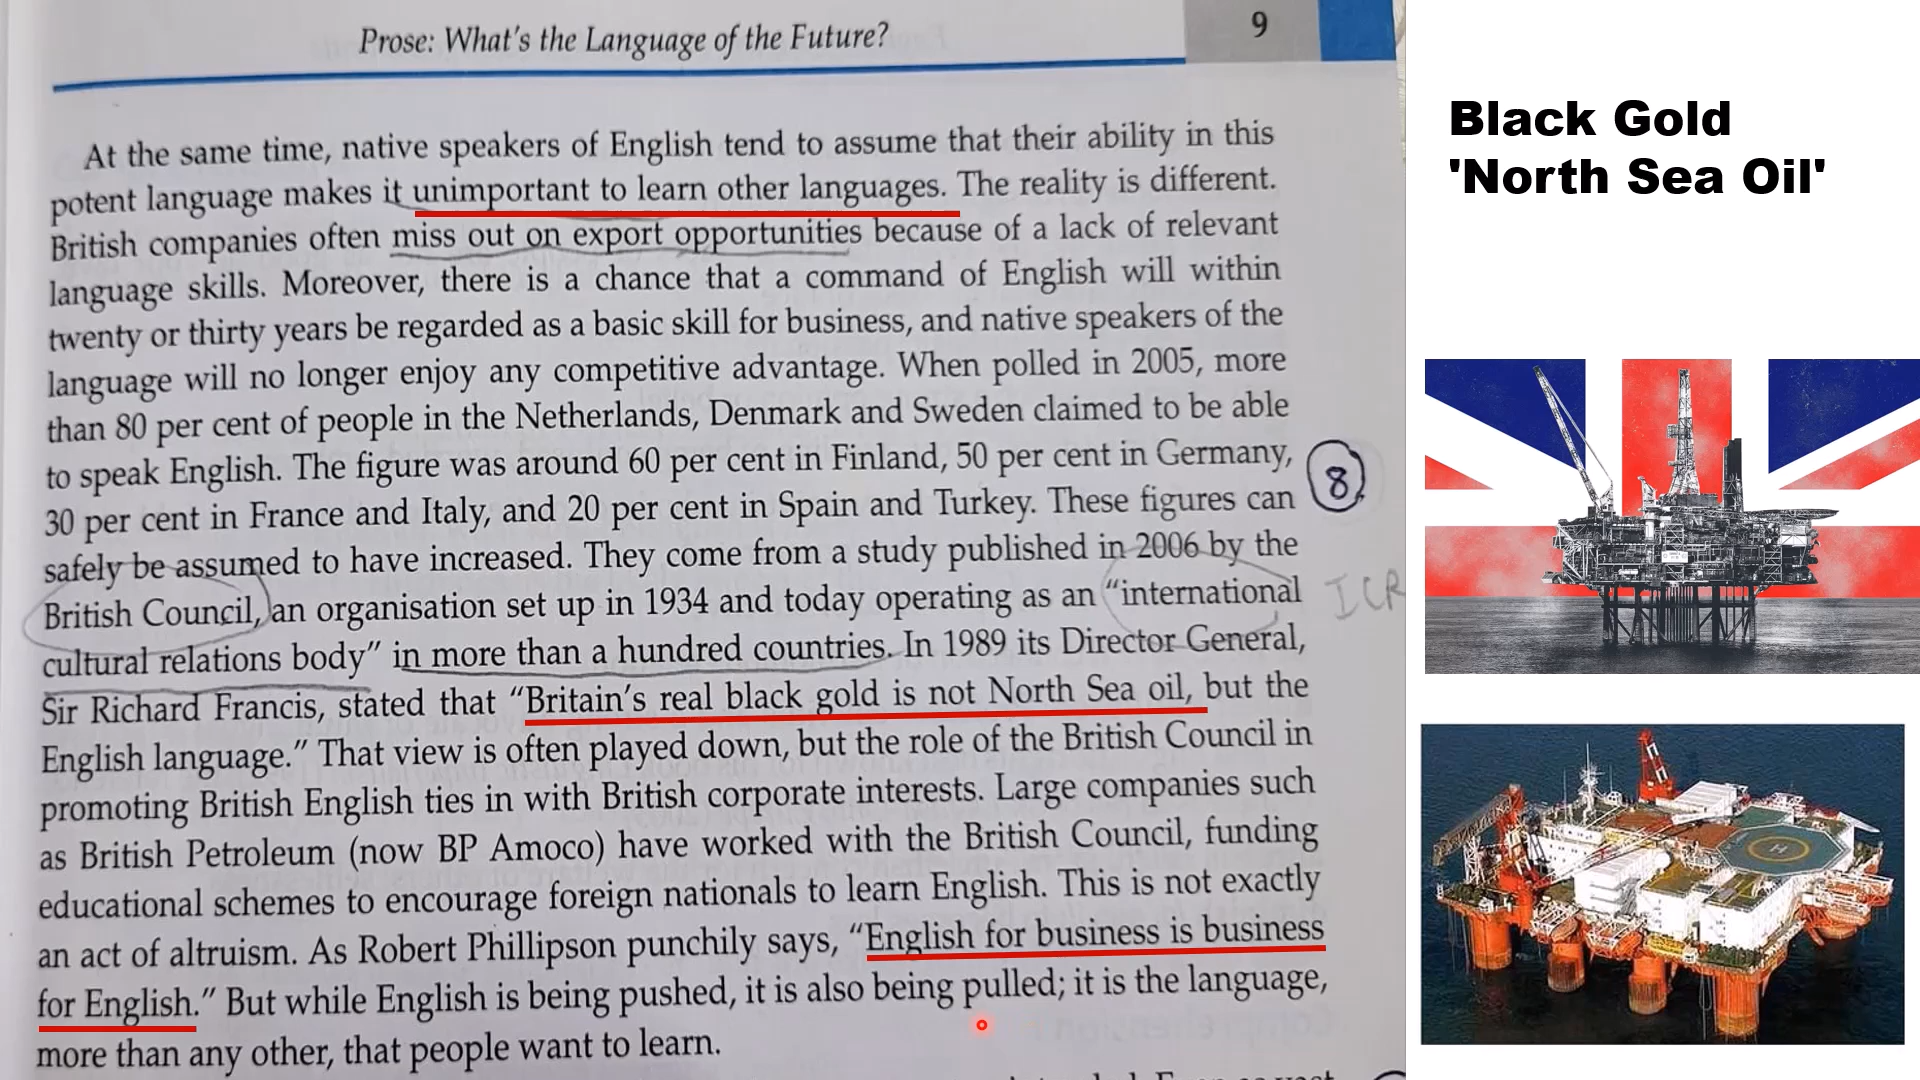 Prose: What's the Language of the Future?
9
At the same time, native speakers of English tend to assume that their ability in this
potent language makes it unimportant to learn other languages. The reality is different.
British companies often miss out on export opportunities because of a lack of relevant
language skills. Moreover, there is a chance that a command of English will within
twenty or thirty years be regarded as a basic skill for business, and native speakers of the
language will no longer enjoy any competitive advantage. When polled in 2005, more
than 80 per cent of people in the Netherlands, Denmark and Sweden claimed to be able
to speak English. The figure was around 60 per cent in Finland, 50 per cent in Germany,
30 per cent in France and Italy, and 20 per cent in Spain and Turkey. These figures can
safely be assumed to have increased. They come from a study published in 2006 by the
British Council, an organisation set up in 1934 and today operating as an "international
cultural relations body" in more than a hundred countries. In 1989 its Director General,
Sir Richard Francis, stated that "Britain's real black gold is not North Sea oil, but the
English language." That view is often played down, but the role of the British Council in
promoting British English ties in with British corporate interests. Large companies such
as British Petroleum (now BP Amoco) have worked with the British Council, funding
educational schemes to encourage foreign nationals to learn English. This is not exactly
an act of altruism. As Robert Phillipson punchily says, "English for business is business
for English." But while English is being pushed, it is also being pulled; it is the language,
more than any other, that people want to learn.
8
ICR
Black Gold
'North Sea Oil'
H